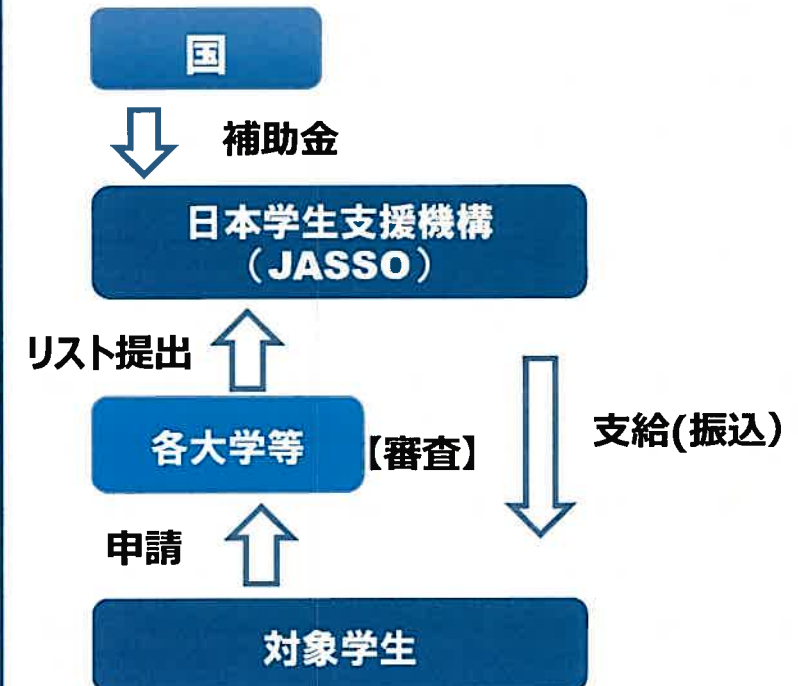 国
補助金
日本学生支援機構
（JASSO）
リスト提出
各大学等
【審査】
支給(振込）
申請
対象学生